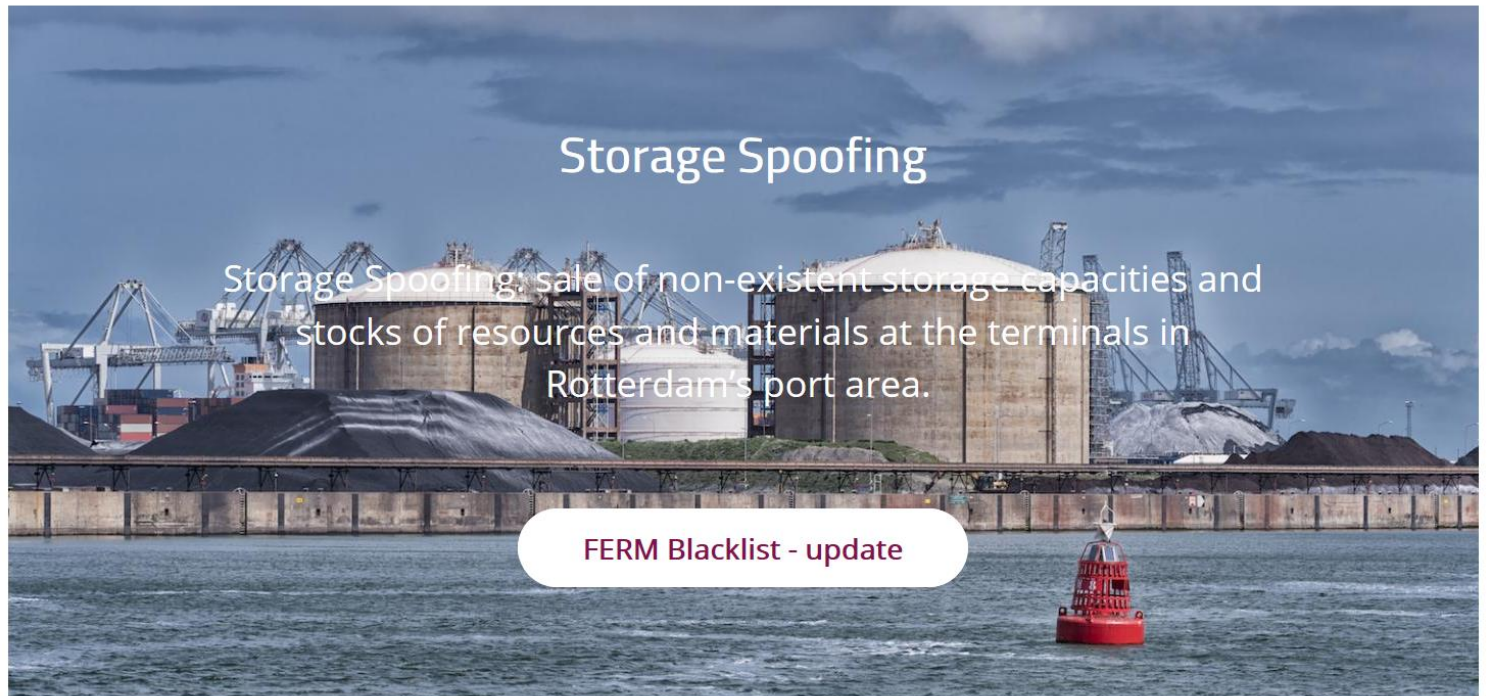 Storage Spoofing
Storage Spoofing: sale of non-existent storage capacities and
stocks of resources and materials at the terminals in
Rotterdam's port area.
FERM Blacklist - update